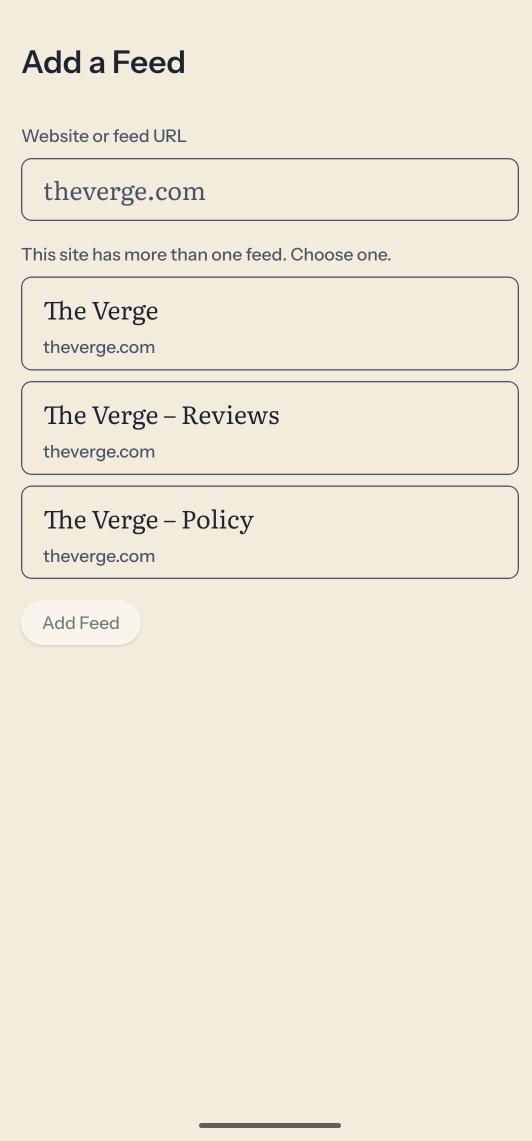 Add a Feed
Website or feed URL
theverge.com
This site has more than one feed. Choose one.
The Verge
theverge.com
The Verge – Reviews
theverge.com
The Verge – Policy
theverge.com
Add Feed